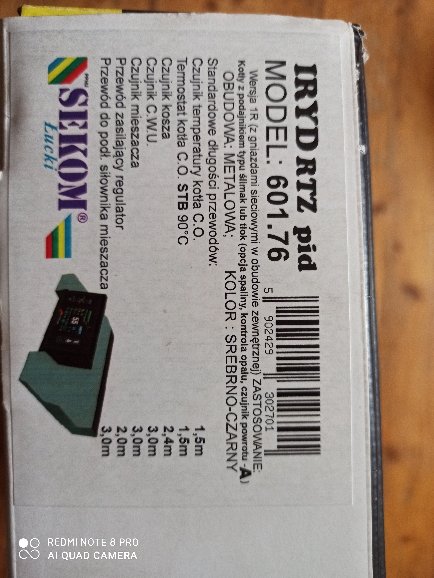 IRYD RTZ pid
MODEL: 601.76
5 902429 302701
Wersja 1R (z gniazdami sieciowymi w obudowie zewnętrznej) ZASTOSOWANIE:
Kotły z podajnikiem typu ślimak lub tłok (opcja spaliny, kontrola opału, czujnik powrotu -A)
OBUDOWA: METALOWA; KOLOR : SREBRNO-CZARNY
Standardowe długości przewodów:
Czujnik temperatury kotła C.O. 1,5m
Termostat kotła C.O. STB 90°C 1,5m
Czujnik kosza 2,4m
Czujnik C.W.U. 3,0m
Czujnik mieszacza 3,0m
Przewód zasilający regulator 2,0m
Przewód do podł. siłownika mieszacza 3,0m
SEKOM®
Łucki
REDMI NOTE 8 PRO
AI QUAD CAMERA